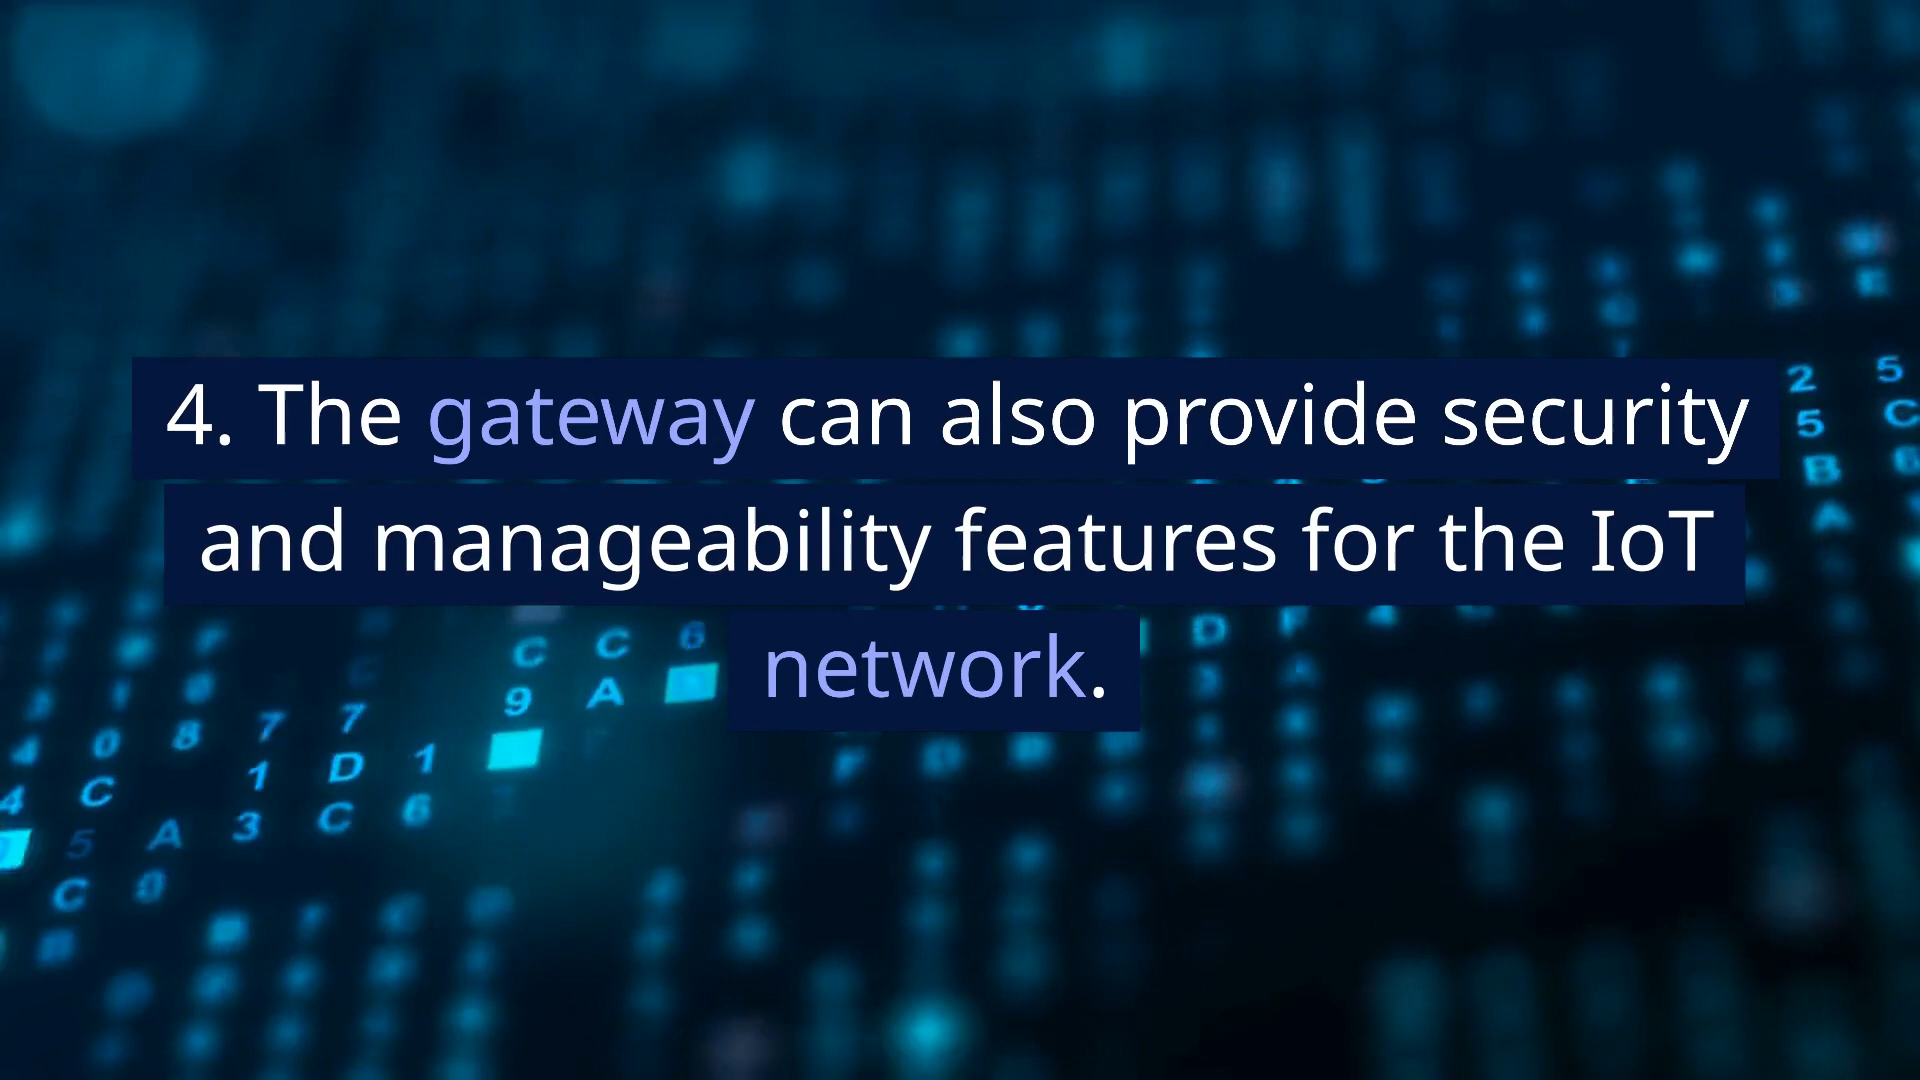 4. The gateway can also provide security
and manageability features for the IoT
network.